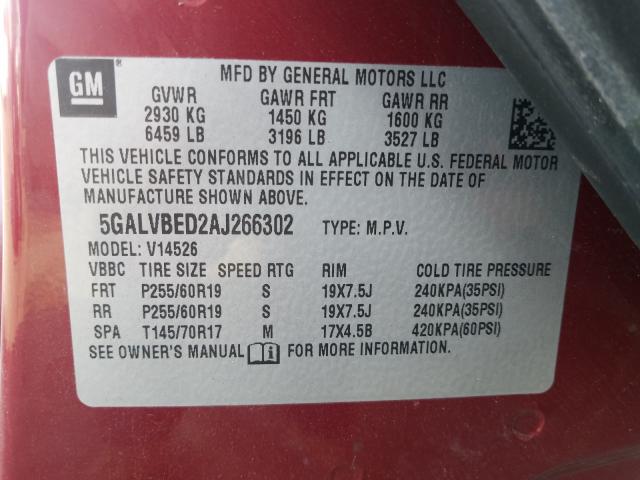 GM
MFD BY GENERAL MOTORS LLC
GVWR GAWR FRT GAWR RR
2930 KG 1450 KG 1600 KG
6459 LB 3196 LB 3527 LB
THIS VEHICLE CONFORMS TO ALL APPLICABLE U.S. FEDERAL MOTOR
VEHICLE SAFETY STANDARDS IN EFFECT ON THE DATE OF
MANUFACTURE SHOWN ABOVE.
5GALVBED2AJ266302 TYPE: M.P.V.
MODEL: V14526
VBBC TIRE SIZE SPEED RTG RIM COLD TIRE PRESSURE
FRT P255/60R19 S 19X7.5J 240KPA(35PSI)
RR P255/60R19 S 19X7.5J 240KPA(35PSI)
SPA T145/70R17 M 17X4.5B 420KPA(60PSI)
SEE OWNER'S MANUAL i FOR MORE INFORMATION.